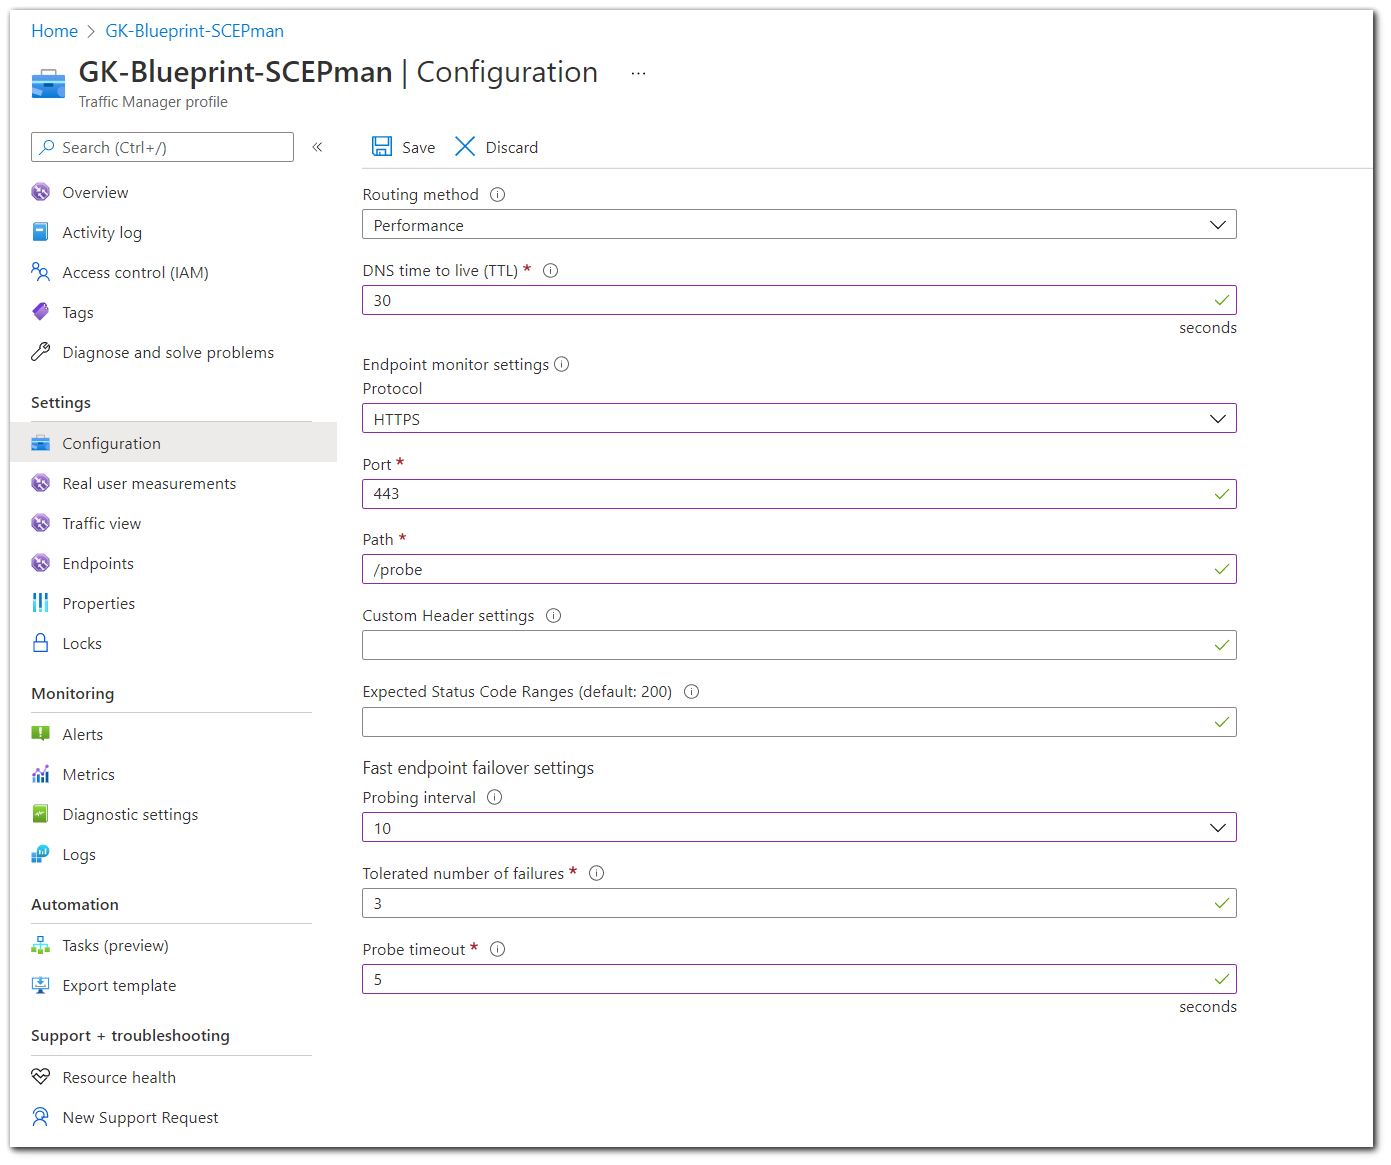 Home > GK-Blueprint-SCEPman
GK-Blueprint-SCEPman | Configuration ...
Traffic Manager profile
Search (Ctrl+/)
«
Overview
Activity log
Access control (IAM)
Tags
Diagnose and solve problems
Settings
Configuration
Real user measurements
Traffic view
Endpoints
Properties
Locks
Monitoring
Alerts
Metrics
Diagnostic settings
Logs
Automation
Tasks (preview)
Export template
Support + troubleshooting
Resource health
New Support Request
Save Discard
Routing method
Performance
DNS time to live (TTL) *
30
seconds
Endpoint monitor settings
Protocol
HTTPS
Port *
443
Path *
/probe
Custom Header settings
Expected Status Code Ranges (default: 200)
Fast endpoint failover settings
Probing interval
10
Tolerated number of failures *
3
Probe timeout *
5
seconds